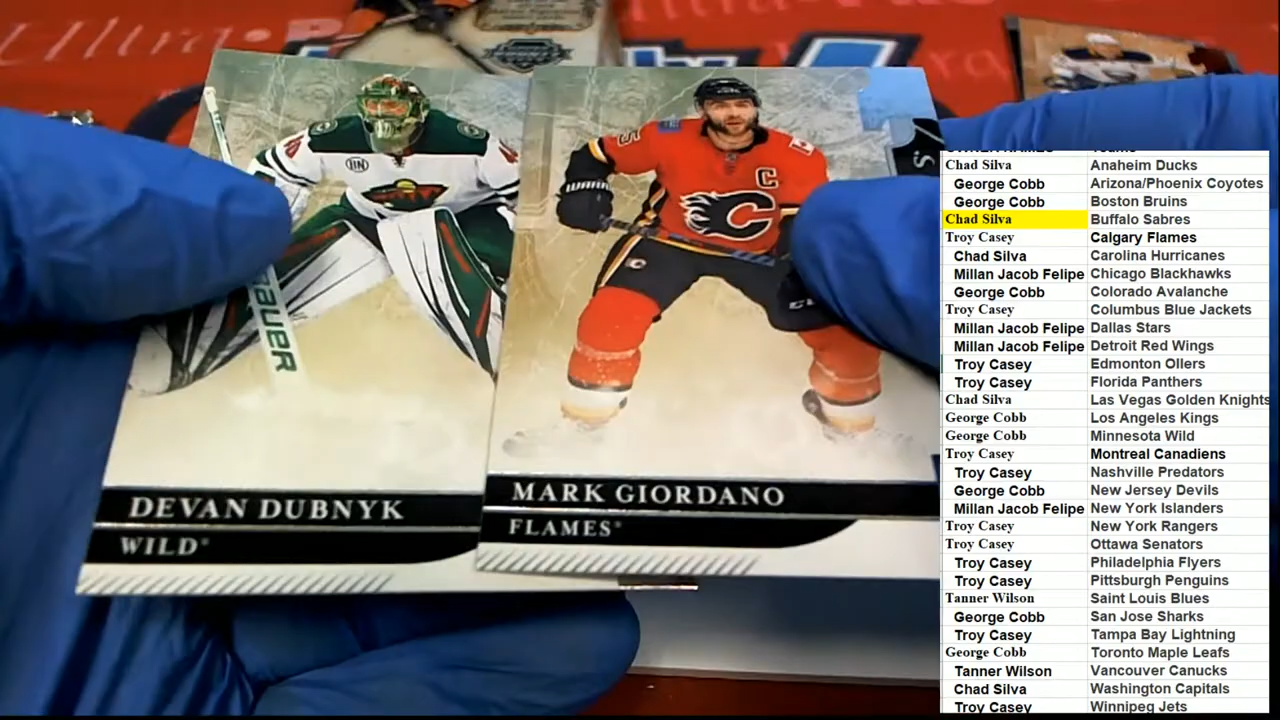 Ultra
BAUER
WARRIOR
C
DEVAN DUBNYK
WILD
MARK GIORDANO
FLAMES
Chad Silva Anaheim Ducks
George Cobb Arizona/Phoenix Coyotes
George Cobb Boston Bruins
Chad Silva Buffalo Sabres
Troy Casey Calgary Flames
Chad Silva Carolina Hurricanes
Millan Jacob Felipe Chicago Blackhawks
George Cobb Colorado Avalanche
Troy Casey Columbus Blue Jackets
Millan Jacob Felipe Dallas Stars
Millan Jacob Felipe Detroit Red Wings
Troy Casey Edmonton Ollers
Troy Casey Florida Panthers
Chad Silva Las Vegas Golden Knights
George Cobb Los Angeles Kings
George Cobb Minnesota Wild
Troy Casey Montreal Canadiens
Troy Casey Nashville Predators
George Cobb New Jersey Devils
Millan Jacob Felipe New York Islanders
Troy Casey New York Rangers
Troy Casey Ottawa Senators
Troy Casey Philadelphia Flyers
Troy Casey Pittsburgh Penguins
Tanner Wilson Saint Louis Blues
George Cobb San Jose Sharks
Troy Casey Tampa Bay Lightning
George Cobb Toronto Maple Leafs
Tanner Wilson Vancouver Canucks
Chad Silva Washington Capitals
Troy Casey Winnipeg Jets